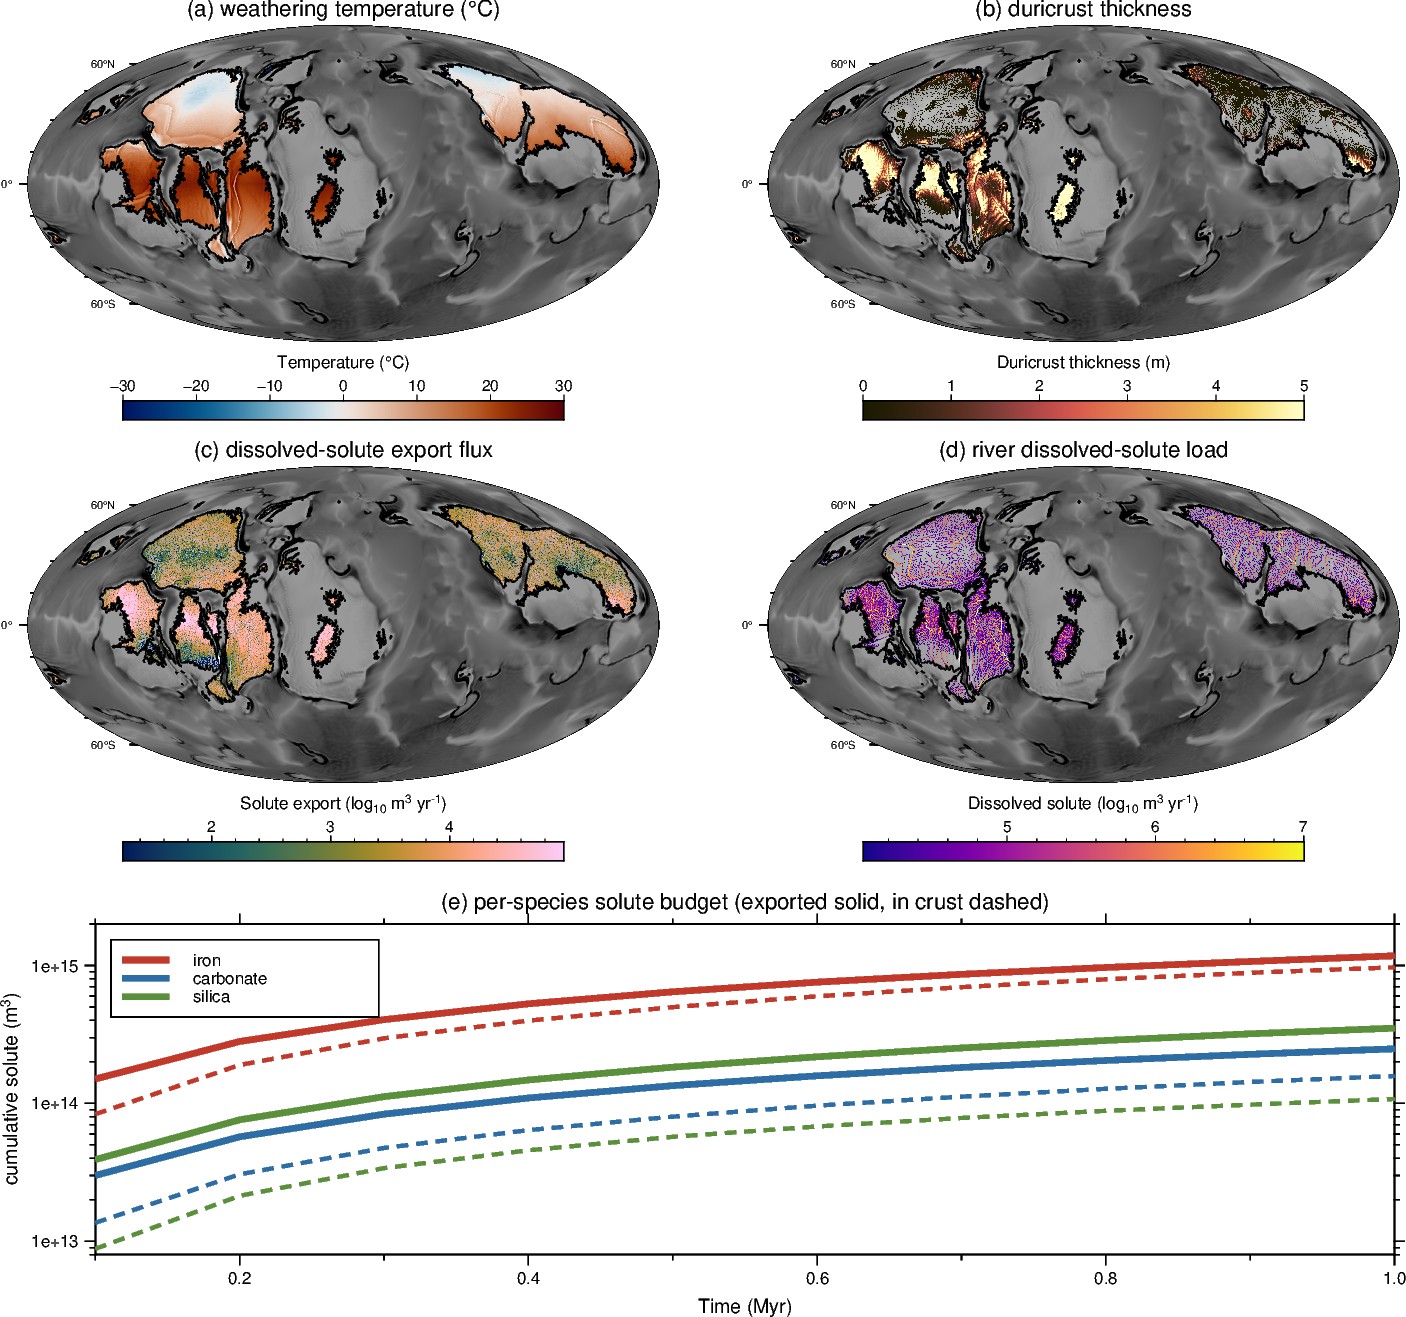 (a) weathering temperature (°C)
(b) duricrust thickness
60°N
0°
60°S
60°N
0°
60°S
Temperature (°C)
−30 −20 −10 0 10 20 30
Duricrust thickness (m)
0 1 2 3 4 5
(c) dissolved-solute export flux
(d) river dissolved-solute load
60°N
0°
60°S
60°N
0°
60°S
Solute export (log10 m3 yr-1)
2 3 4
Dissolved solute (log10 m3 yr-1)
5 6 7
(e) per-species solute budget (exported solid, in crust dashed)
iron
carbonate
silica
cumulative solute (m3)
1e+15
1e+14
1e+13
0.2 0.4 0.6 0.8 1.0
Time (Myr)